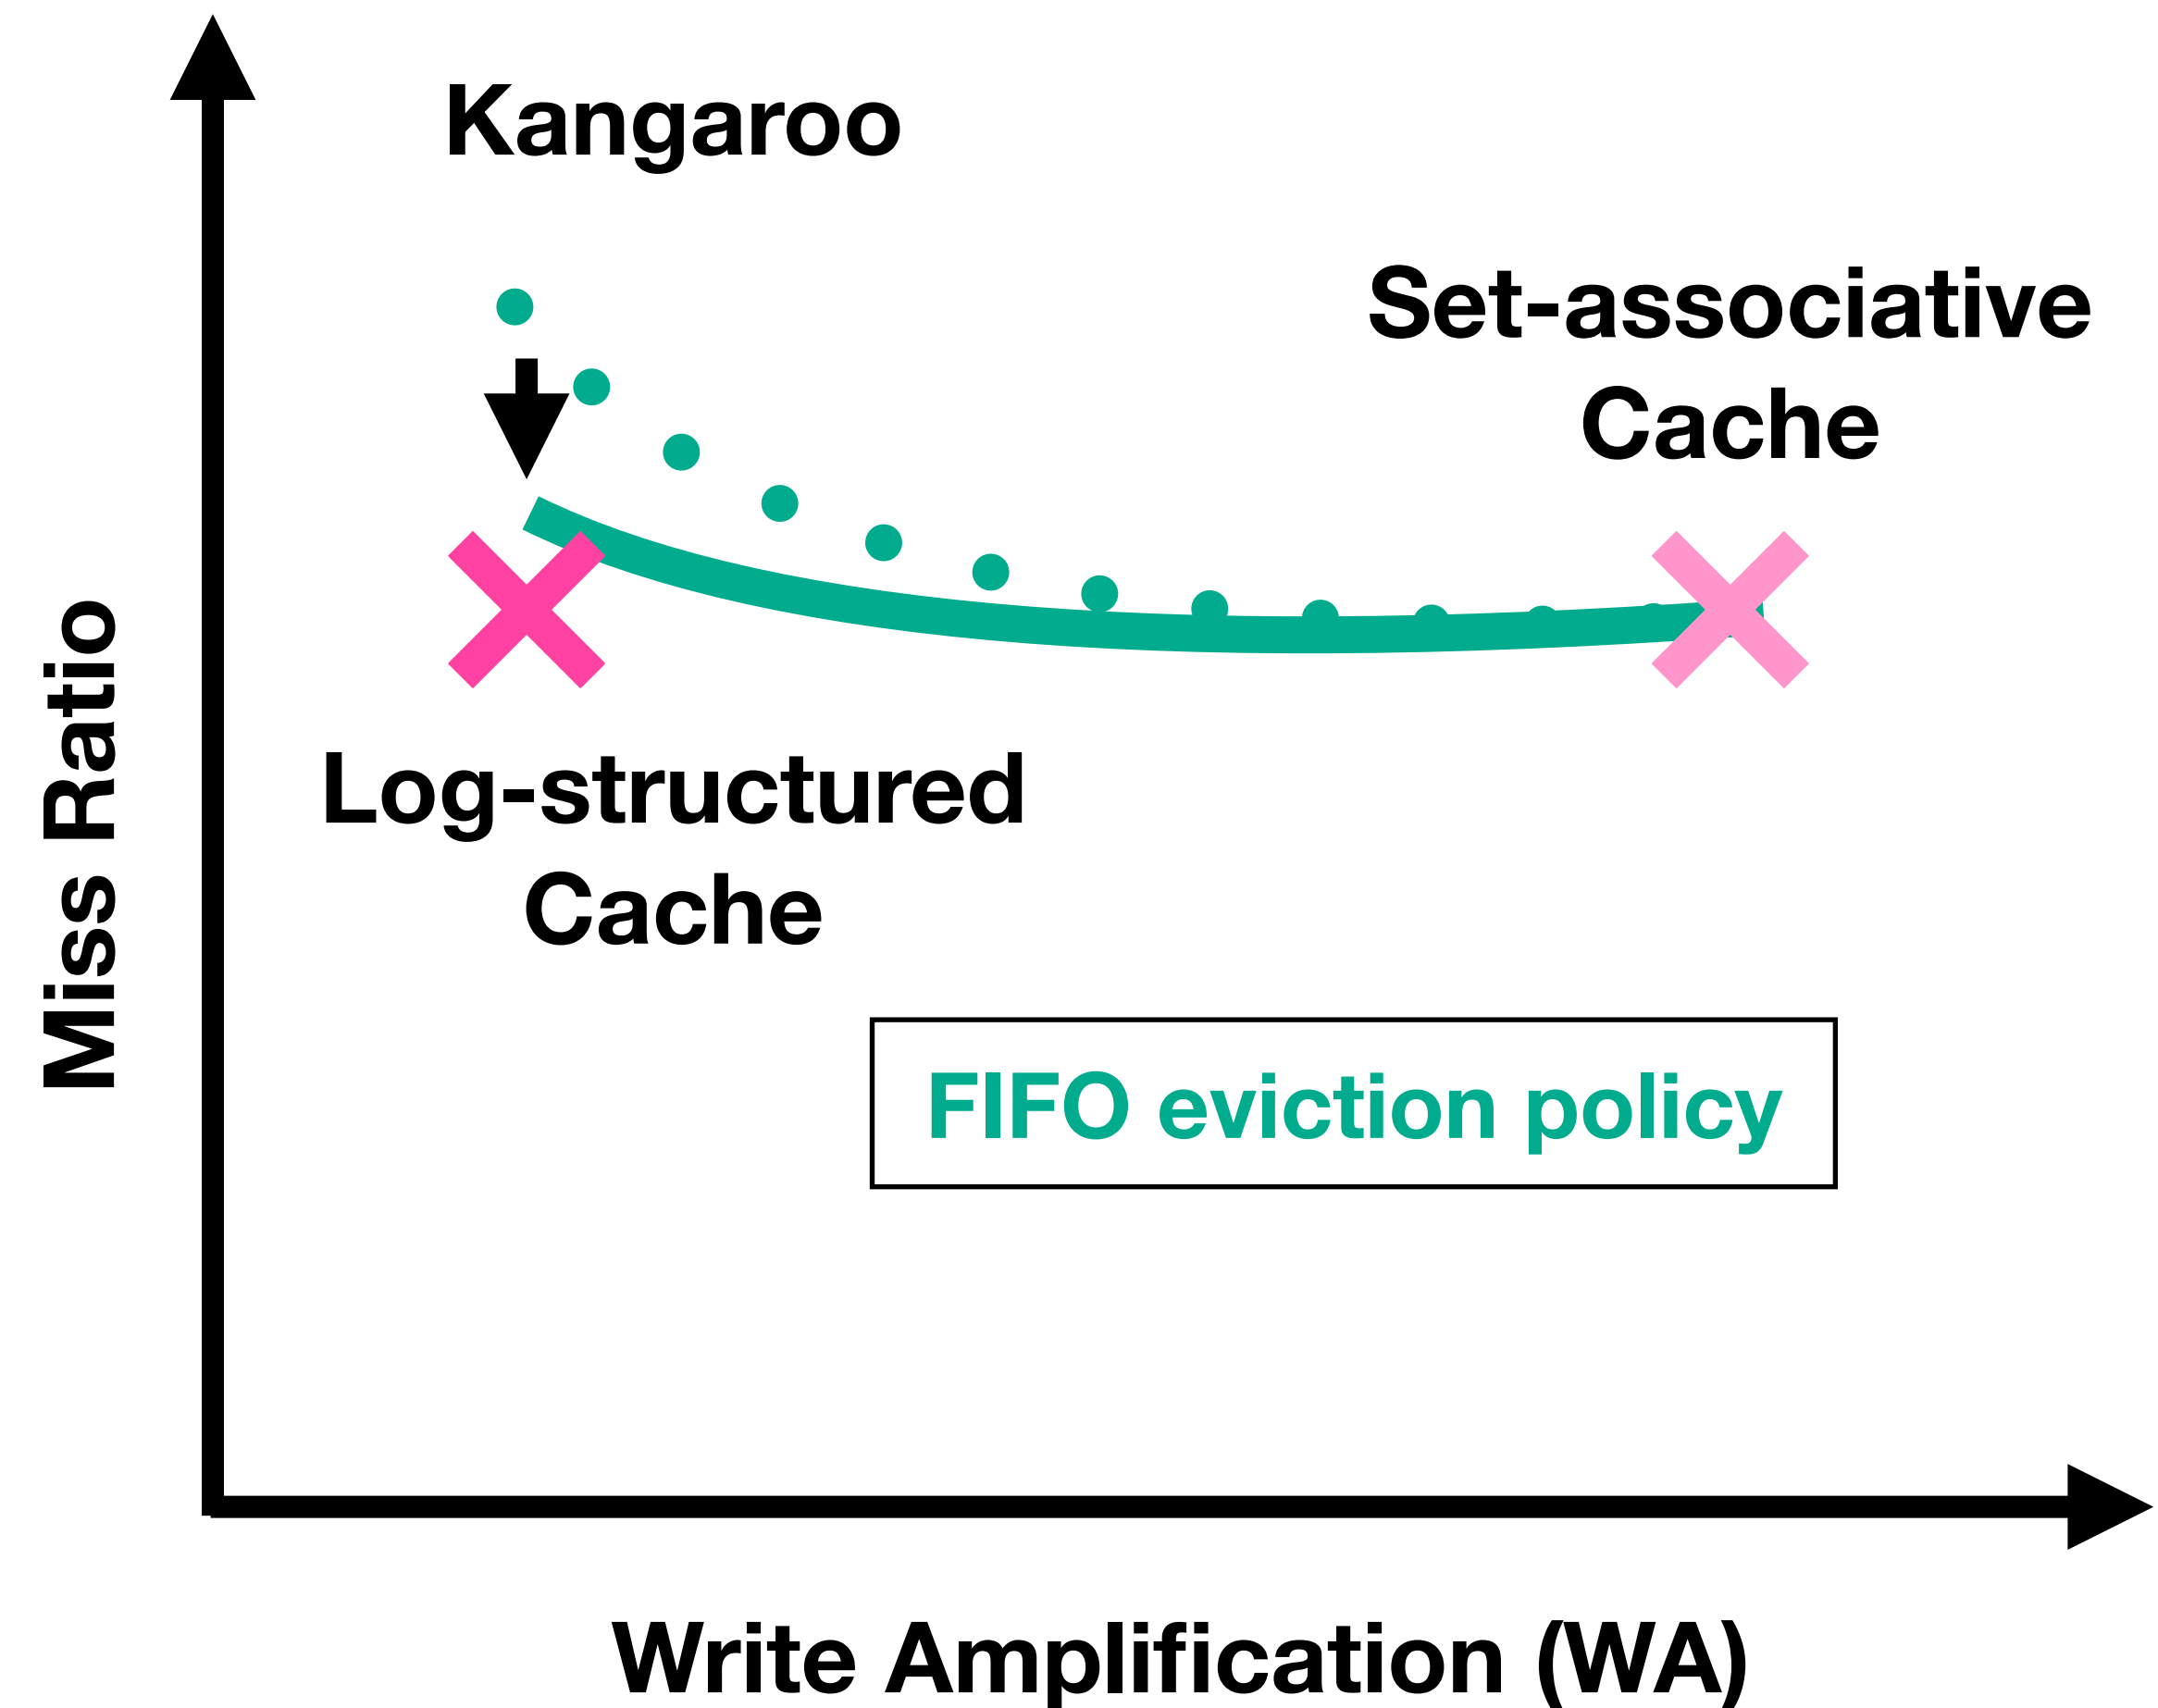 Kangaroo
Set-associative
Cache
Miss Ratio
Log-structured
Cache
FIFO eviction policy
Write Amplification (WA)